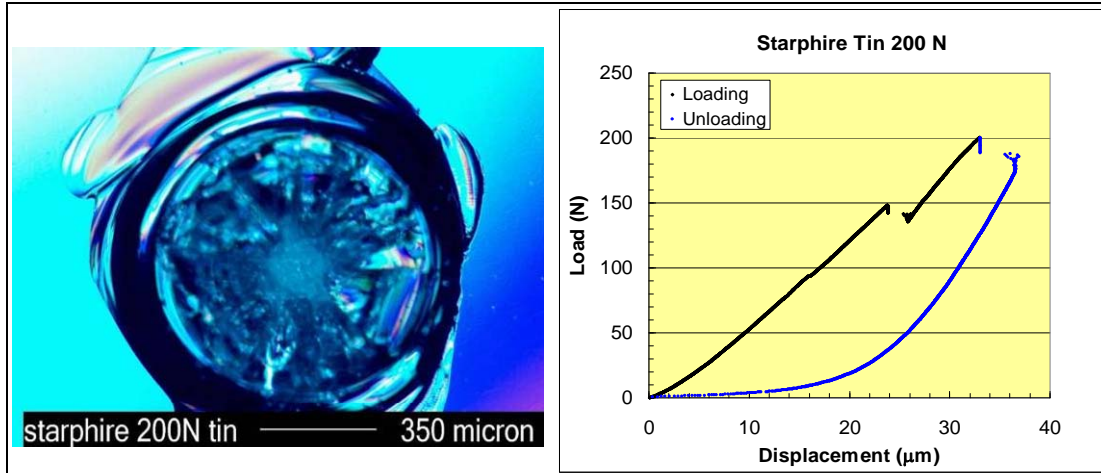 starphire 200N tin 350 micron
Starphire Tin 200 N
Loading
Unloading
250
200
150
100
50
0
Load (N)
0 10 20 30 40
Displacement (μm)